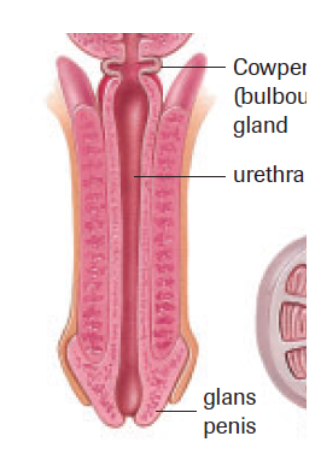 Cowper
(bulbou
gland
urethra
glans
penis